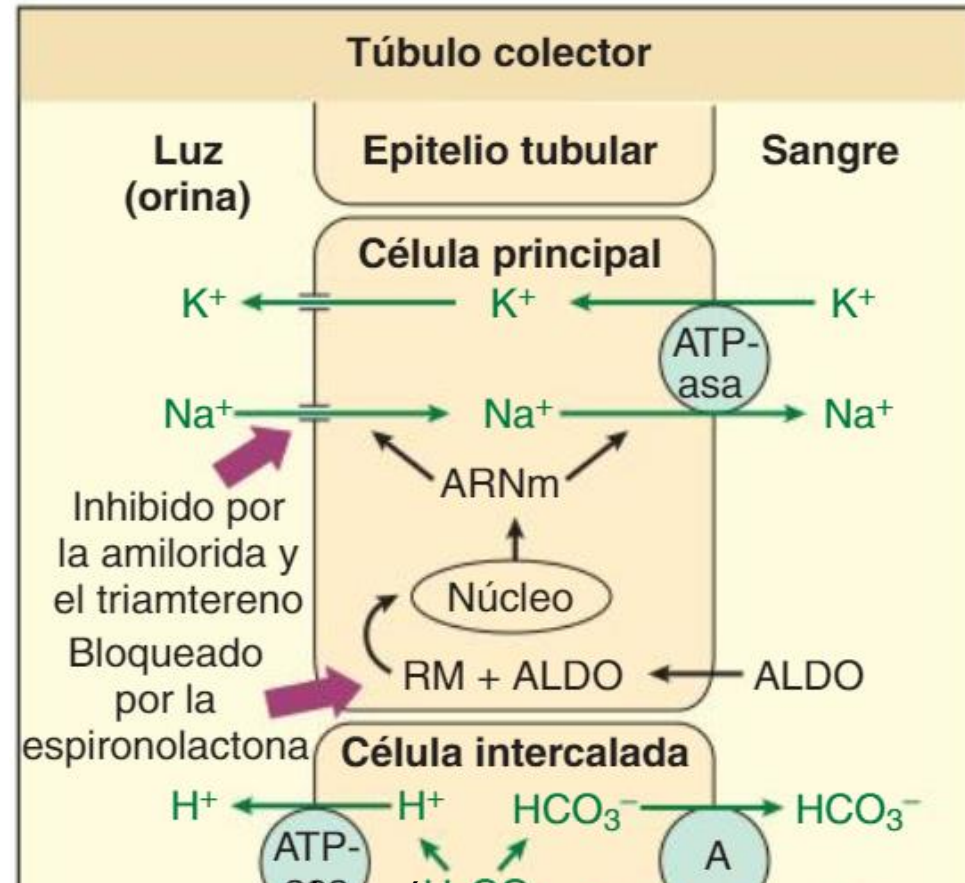 Túbulo colector
Luz
(orina)
Epitelio tubular
Sangre
Célula principal
K⁺
K⁺
K⁺
ATP-
asa
Na⁺
Na⁺
Na⁺
ARNm
Inhibido por
la amilorida y
el triamtereno
Núcleo
Bloqueado
por la
espironolactona
RM + ALDO
ALDO
Célula intercalada
H⁺
H⁺
HCO₃⁻
HCO₃⁻
ATP-
A